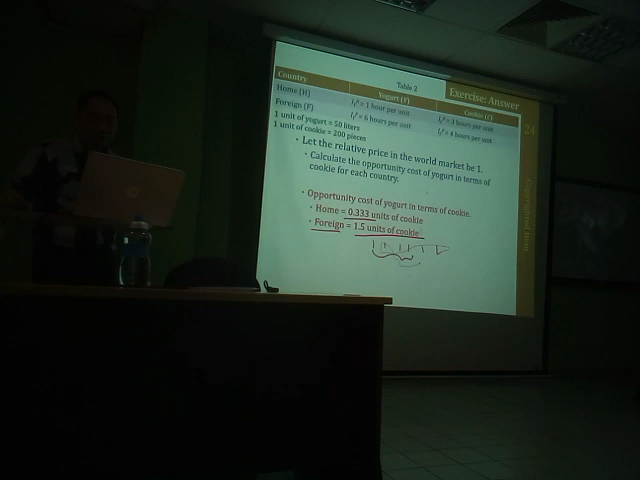 Exercise: Answer
Table 2
Country Yogurt (Y) Cookie (C)
Home (H) = 1 hour per unit = 3 hours per unit
Foreign (F) = 6 hours per unit = 4 hours per unit
1 unit of yogurt = 50 liters
1 unit of cookie = 200 pieces
24
• Let the relative price in the world market be 1.
• Calculate the opportunity cost of yogurt in terms of
cookie for each country.
• Opportunity cost of yogurt in terms of cookie.
• Home = 0.333 units of cookie
• Foreign = 1.5 units of cookie